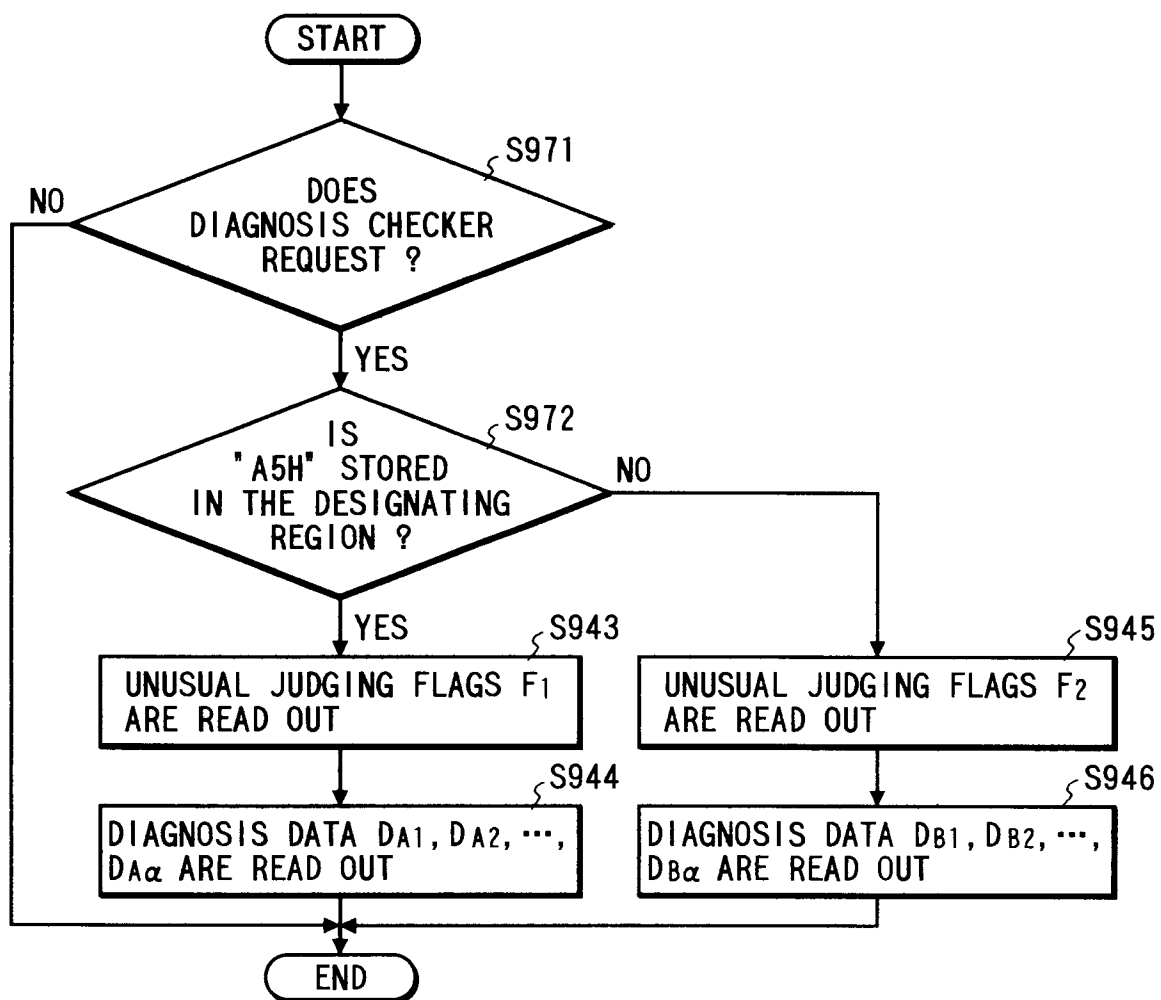 START
S971
NO
DOES
DIAGNOSIS CHECKER
REQUEST ?
YES
S972
IS
"A5H" STORED
IN THE DESIGNATING
REGION ?
NO
YES
S943
UNUSUAL JUDGING FLAGS F1
ARE READ OUT
S945
UNUSUAL JUDGING FLAGS F2
ARE READ OUT
S944
DIAGNOSIS DATA DA1, DA2, ···,
DAα ARE READ OUT
S946
DIAGNOSIS DATA DB1, DB2, ···,
DBα ARE READ OUT
END